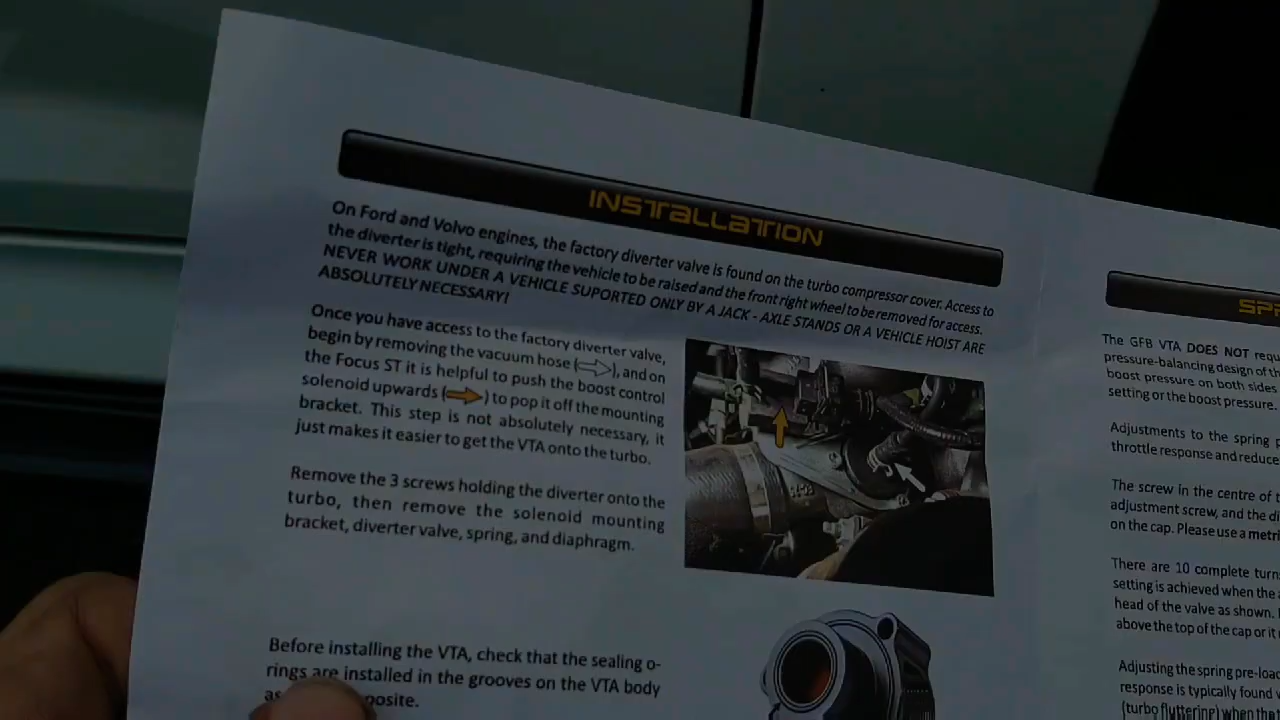 INSTALLATION
On Ford and Volvo engines, the factory diverter valve is found on the turbo compressor cover. Access to
the diverter is tight, requiring the vehicle to be raised and the front right wheel to be removed for access.
NEVER WORK UNDER A VEHICLE SUPORTED ONLY BY A JACK - AXLE STANDS OR A VEHICLE HOIST ARE
ABSOLUTELY NECESSARY!
Once you have access to the factory diverter valve,
begin by removing the vacuum hose ( ), and on
the Focus ST it is helpful to push the boost control
solenoid upwards ( ) to pop it off the mounting
bracket. This step is not absolutely necessary, it
just makes it easier to get the VTA onto the turbo.
Remove the 3 screws holding the diverter onto the
turbo, then remove the solenoid mounting
bracket, diverter valve, spring, and diaphragm.
Before installing the VTA, check that the sealing o-
rings are installed in the grooves on the VTA body
The GFB VTA DOES NOT
pressure-balancing design of
boost pressure on both sides.
setting or the boost pressure.
Adjustments to the spring
throttle response and
The screw in the centre of
adjustment screw, and the
on the cap. Please use a
There are 10 complete
setting is achieved when the
head of the valve as shown.
above the top of the cap or it
Adjusting the spring
response is typically found
(turbo fluttering) when the